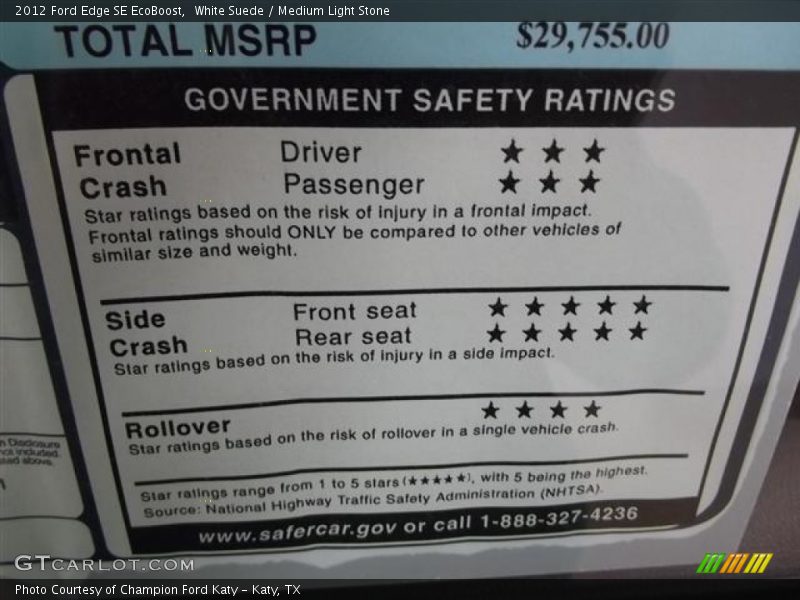 2012 Ford Edge SE EcoBoost,  White Suede / Medium Light Stone
TOTAL MSRP $29,755.00
GOVERNMENT SAFETY RATINGS
Frontal Driver ★ ★ ★
Crash Passenger ★ ★ ★
Star ratings based on the risk of injury in a frontal impact.
Frontal ratings should ONLY be compared to other vehicles of
similar size and weight.
Side Front seat ★ ★ ★ ★ ★
Crash Rear seat ★ ★ ★ ★ ★
Star ratings based on the risk of injury in a side impact.
Rollover ★ ★ ★ ★
Star ratings based on the risk of rollover in a single vehicle crash.
Star ratings range from 1 to 5 stars (★★★★★), with 5 being the highest.
Source: National Highway Traffic Safety Administration (NHTSA).
www.safercar.gov or call 1-888-327-4236
n Disclosure
not included
ated above.
GTCARLOT.COM
Photo Courtesy of Champion Ford Katy – Katy, TX